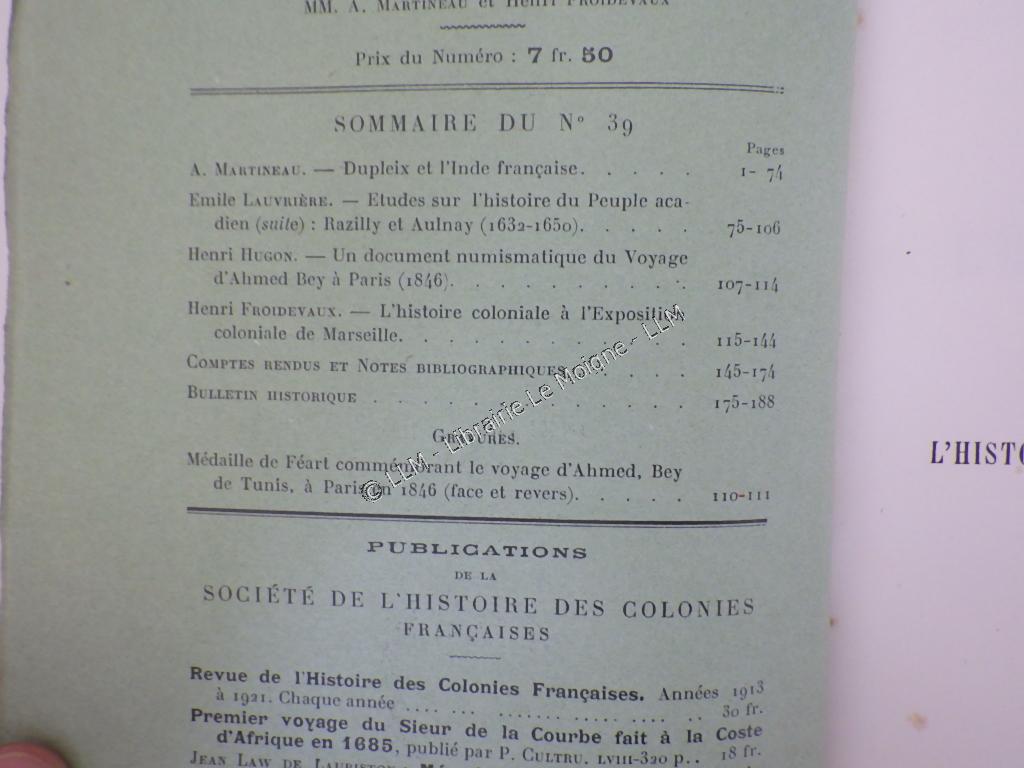 MM. A. MARTINEAU et Henri FROIDEVAUX
Prix du Numéro : 7 fr. 50
SOMMAIRE DU Nº 39
Pages
A. MARTINEAU. — Dupleix et l'Inde française. . . . . . 1- 74
Emile LAUVRIÈRE. — Etudes sur l'histoire du Peuple aca-
dien (suite) : Razilly et Aulnay (1632-1650). . . . . 75-106
Henri HUGON. — Un document numismatique du Voyage
d'Ahmed Bey à Paris (1846). . . . . . . . . . 107-114
Henri FROIDEVAUX. — L'histoire coloniale à l'Exposition
coloniale de Marseille. . . . . . . . . . . 115-144
COMPTES RENDUS ET NOTES BIBLIOGRAPHIQUES. . . . . 145-174
BULLETIN HISTORIQUE . . . . . . . . . . . 175-188
GRAVURES.
Médaille de Féart commémorant le voyage d'Ahmed, Bey
de Tunis, à Paris en 1846 (face et revers). . . . . 110-111
PUBLICATIONS
DE LA
SOCIÉTÉ DE L'HISTOIRE DES COLONIES
FRANÇAISES
Revue de l'Histoire des Colonies Françaises. Années 1913
à 1921. Chaque année .... ... ....... .... .... .. 30 fr.
Premier voyage du Sieur de la Courbe fait à la Coste
d'Afrique en 1685, publié par P. CULTRU. LVIII-320 p.. 18 fr.
JEAN LAW DE LAURISTON
L'HISTO
© LLM - Librairie Le Moigne - LLM